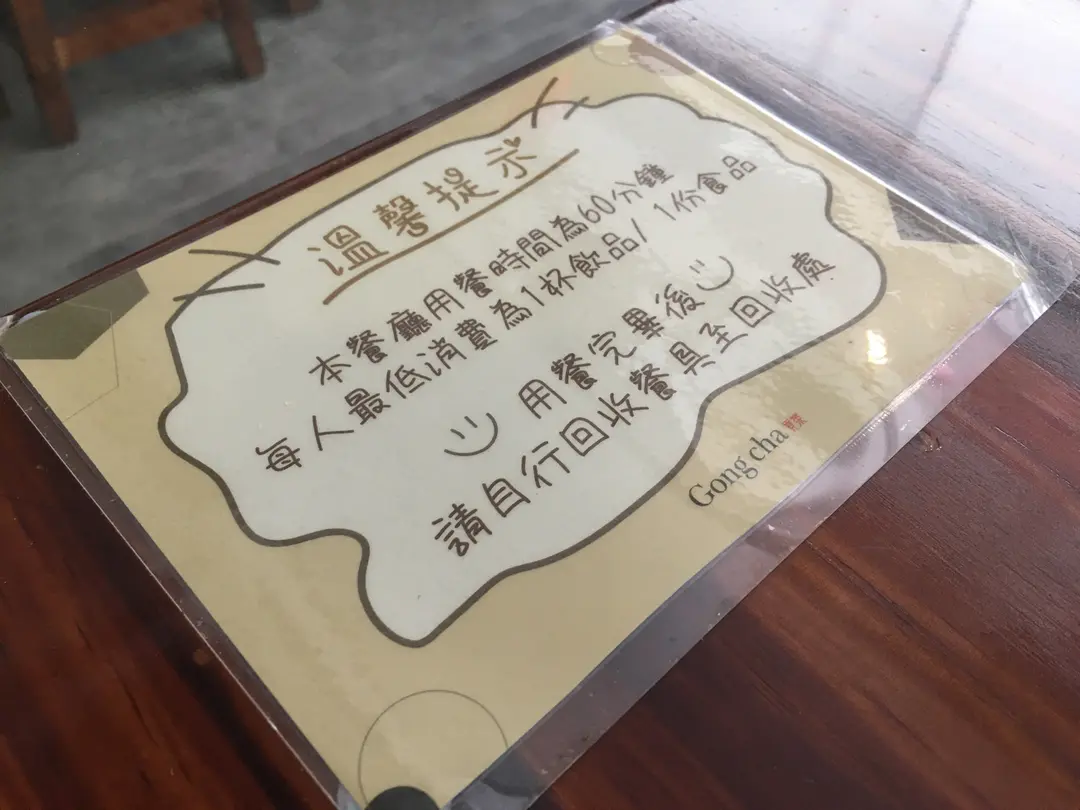 溫馨提示
本餐廳用餐時間為60分鐘
每人最低消費為1杯飲品/1份食品
用餐完畢後
請自行回收餐具至回收處
Gong cha